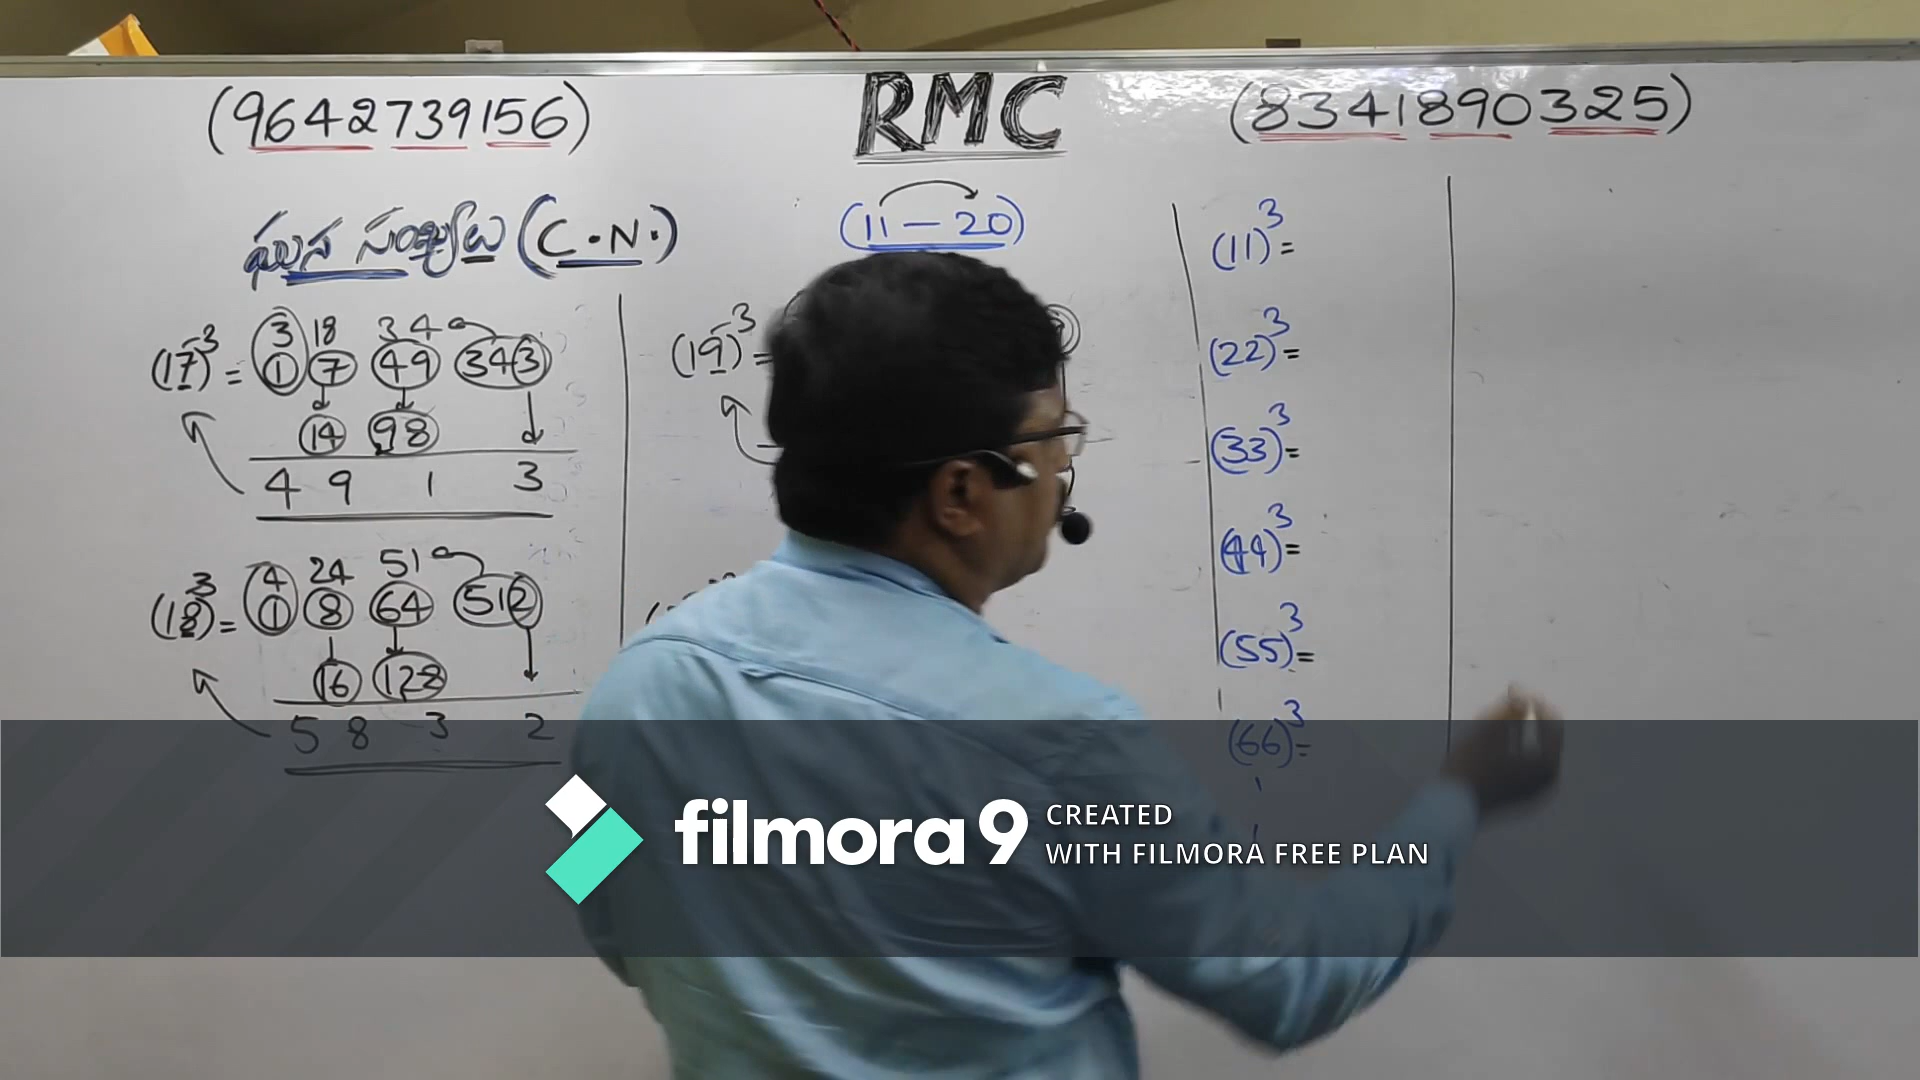 (9642739156) RMC (8341890325)
ఘన సంఖ్యలు (C.N.)
(11 – 20)
3 18 34
(17)³ = 1 7 49 343
14 98
4 9 1 3
4 24 51
(18)³ = 1 8 64 512
16 128
5 8 3 2
(19)³ =
(11)³ =
(22)³ =
(33)³ =
(44)³ =
(55)³ =
(66)³ =
filmora 9 CREATED
WITH FILMORA FREE PLAN